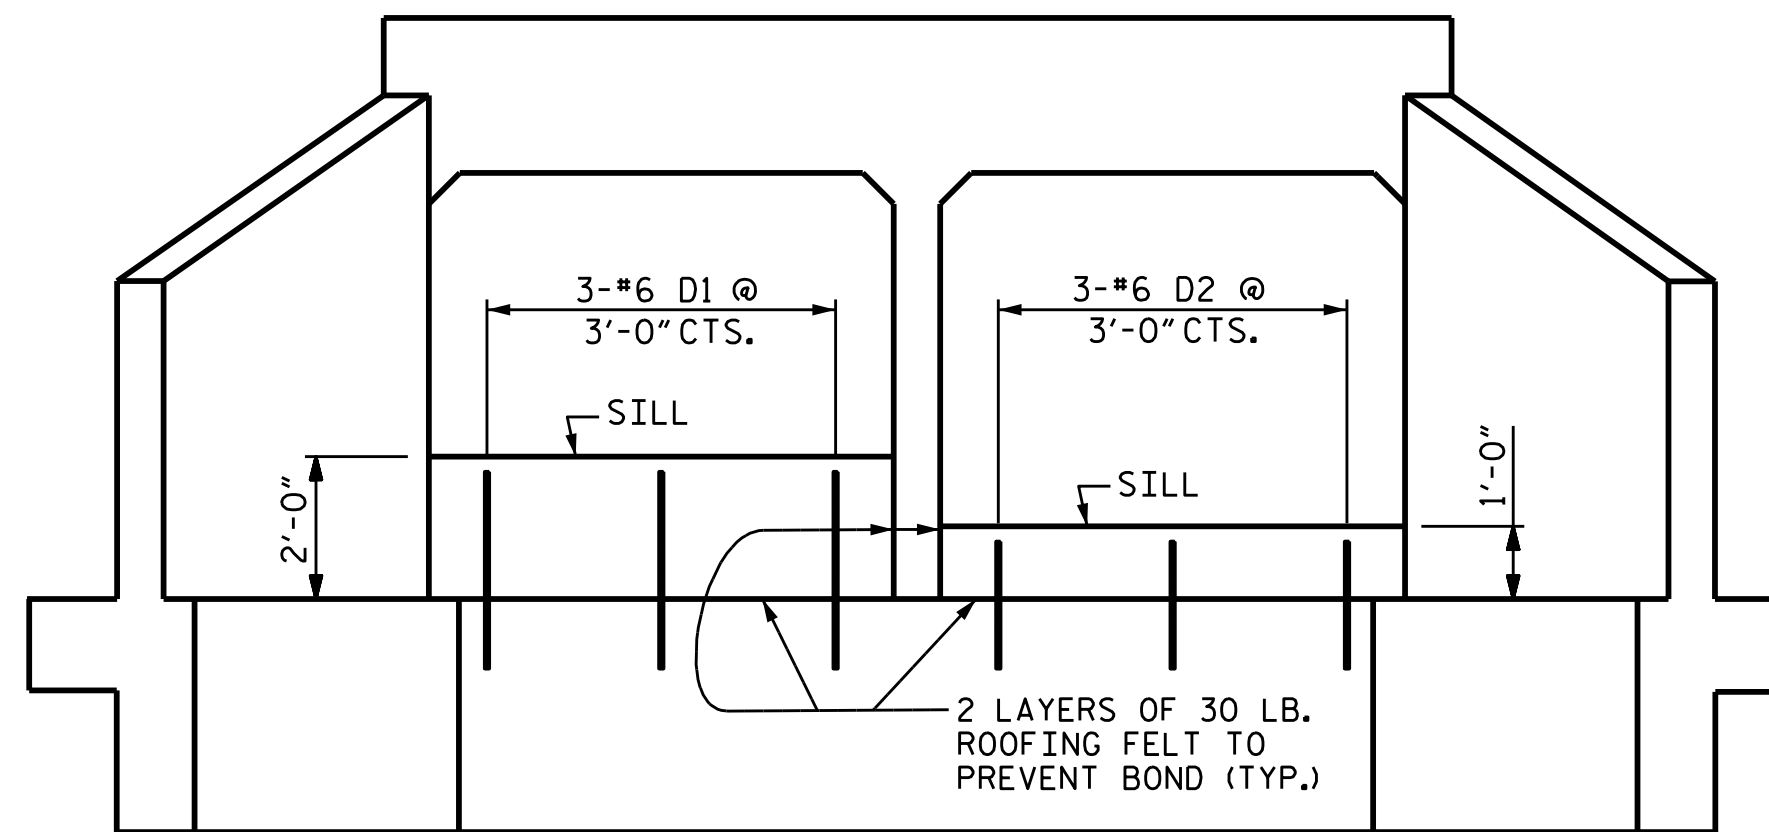 3-#6 D1 @
3'-0" CTS.
3-#6 D2 @
3'-0" CTS.
SILL
SILL
2'-0"
1'-0"
2 LAYERS OF 30 LB.
ROOFING FELT TO
PREVENT BOND (TYP.)